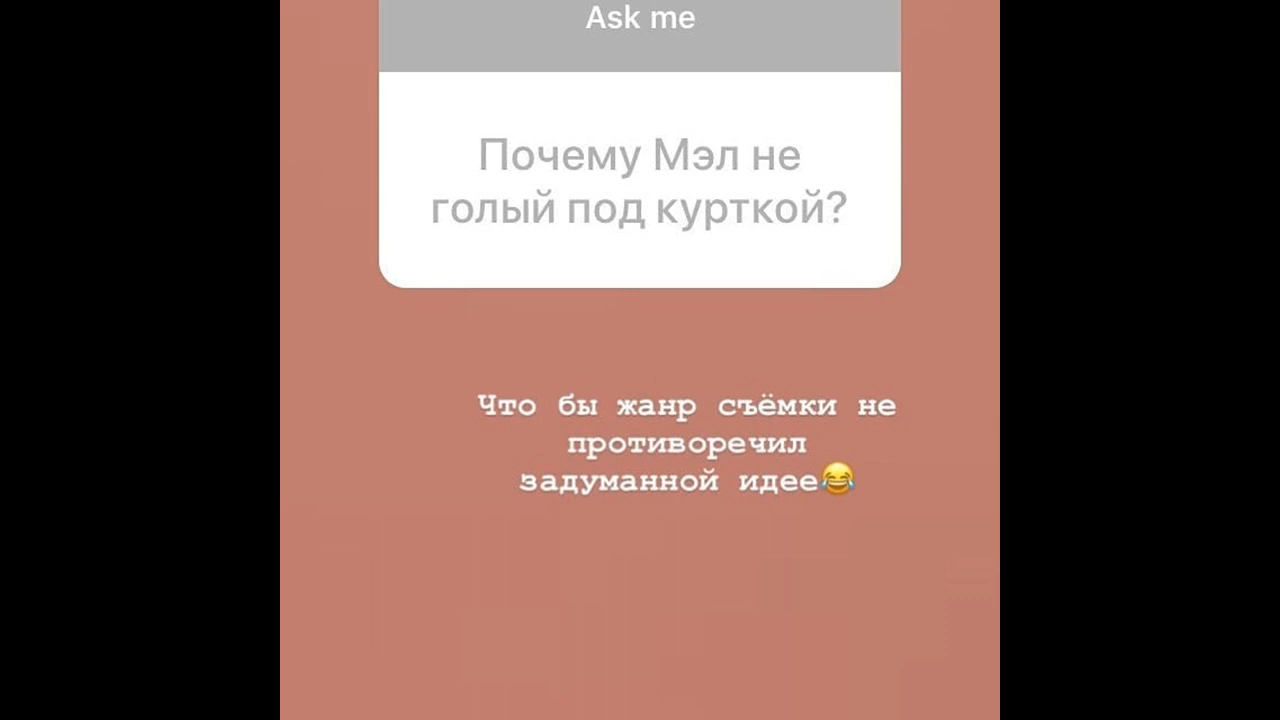 Ask me
Почему Мэл не
голый под курткой?
Что бы жанр съёмки не
противоречил
задуманной идее😂